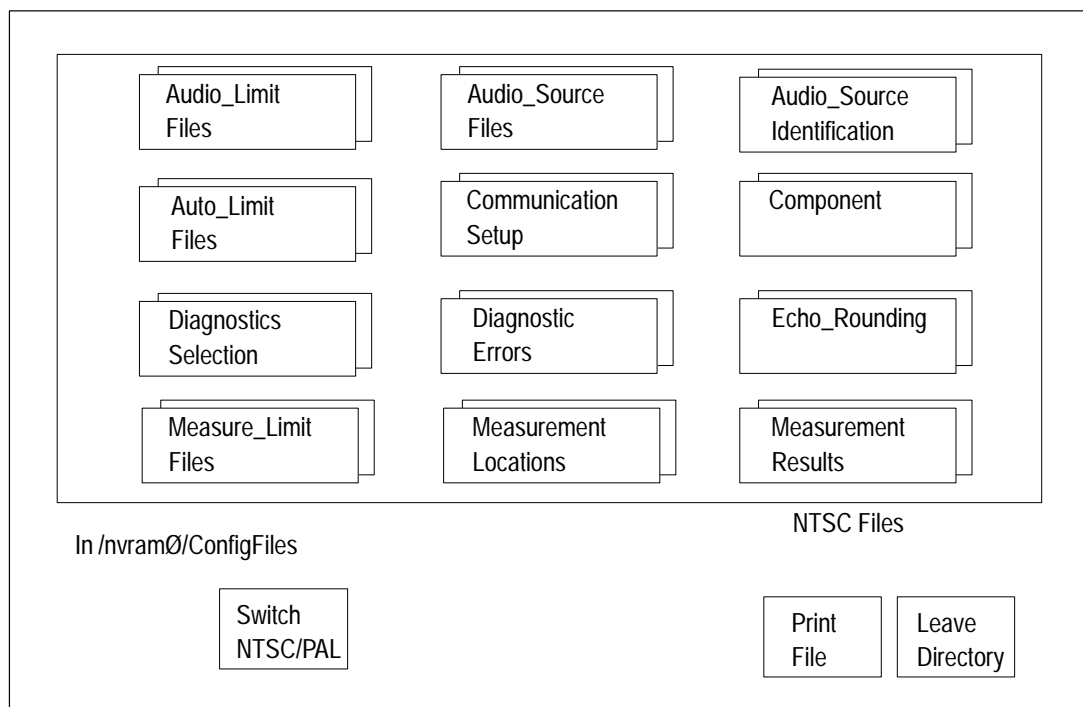 Audio_Limit
Files
Audio_Source
Files
Audio_Source
Identification
Auto_Limit
Files
Communication
Setup
Component
Diagnostics
Selection
Diagnostic
Errors
Echo_Rounding
Measure_Limit
Files
Measurement
Locations
Measurement
Results
NTSC Files
In /nvramØ/ConfigFiles
Switch
NTSC/PAL
Print
File
Leave
Directory